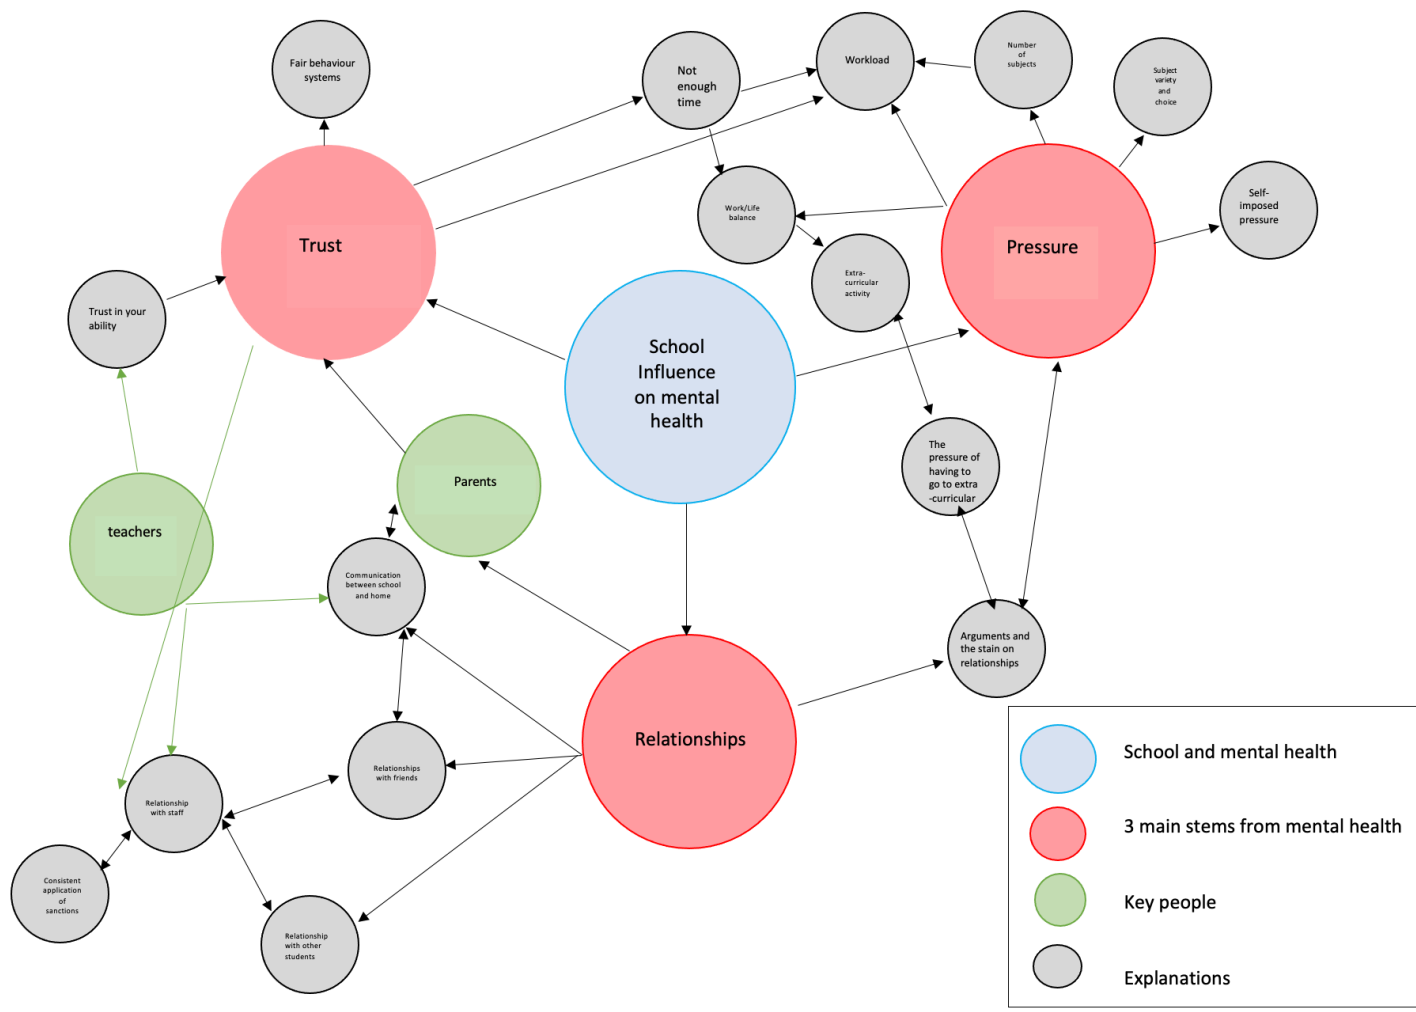 Fair behaviour
systems
Not
enough
time
Workload
Number
of
subjects
Subject
variety
and
choice
Trust
Work/Life
balance
Pressure
Self-
imposed
pressure
Trust in your
ability
Extra-
curricular
activity
School
Influence
on mental
health
teachers
Parents
The
pressure of
having to
go to extra
-curricular
Communication
between school
and home
Arguments and
the stain on
relationships
Relationships
Relationships
with friends
Relationship
with staff
Consistent
application
of
sanctions
Relationship
with other
students
School and mental health
3 main stems from mental health
Key people
Explanations